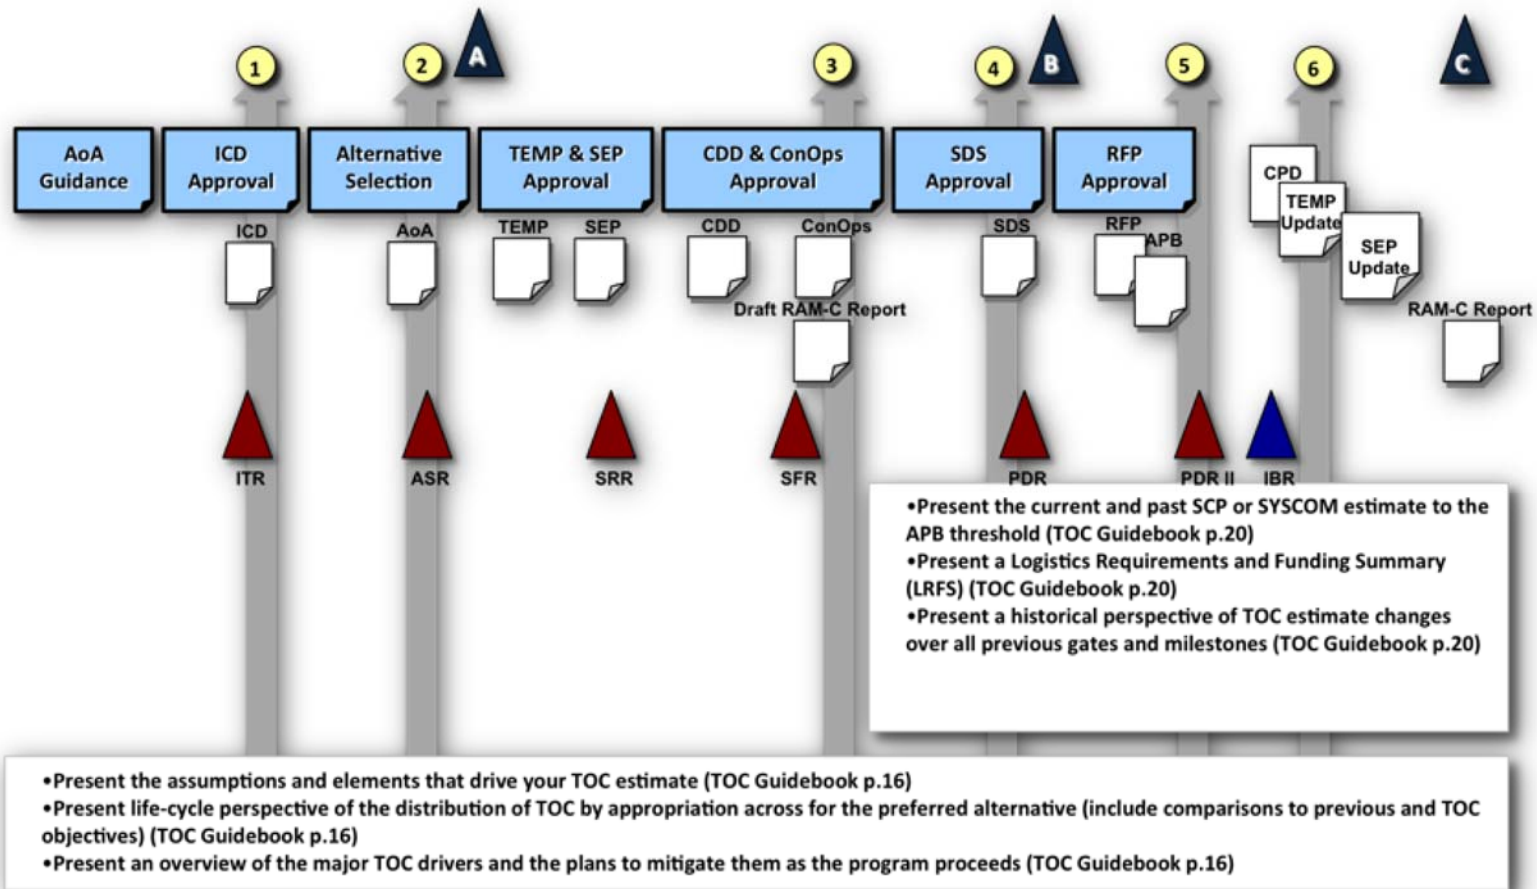 A
B
C
1
2
3
4
5
6
AoA
Guidance
ICD
Approval
Alternative
Selection
TEMP & SEP
Approval
CDD & ConOps
Approval
SDS
Approval
RFP
Approval
CPD
TEMP
Update
SEP
Update
ICD
AoA
TEMP
SEP
CDD
ConOps
SDS
RFP
APB
Draft RAM-C Report
RAM-C Report
ITR
ASR
SRR
SFR
PDR
PDR II
IBR
•Present the current and past SCP or SYSCOM estimate to the
APB threshold (TOC Guidebook p.20)
•Present a Logistics Requirements and Funding Summary
(LRFS) (TOC Guidebook p.20)
•Present a historical perspective of TOC estimate changes
over all previous gates and milestones (TOC Guidebook p.20)
•Present the assumptions and elements that drive your TOC estimate (TOC Guidebook p.16)
•Present life-cycle perspective of the distribution of TOC by appropriation across for the preferred alternative (include comparisons to previous and TOC
objectives) (TOC Guidebook p.16)
•Present an overview of the major TOC drivers and the plans to mitigate them as the program proceeds (TOC Guidebook p.16)